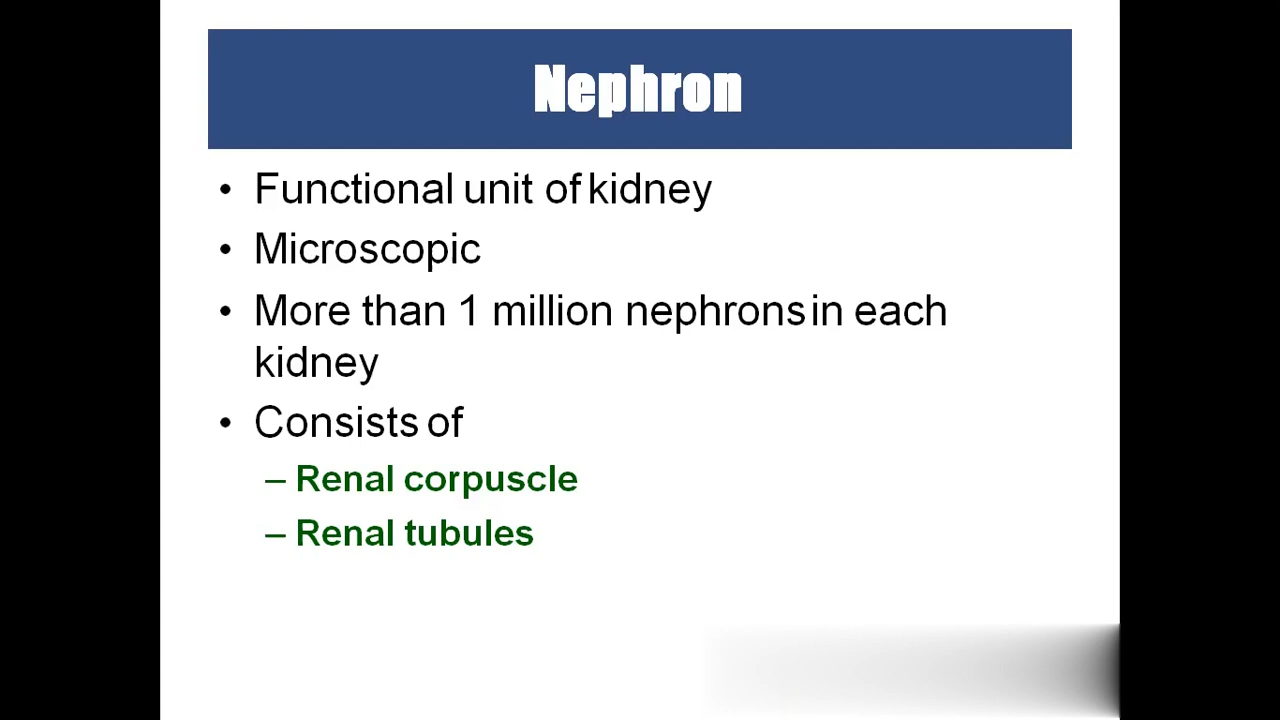 Nephron
• Functional unit of kidney
• Microscopic
• More than 1 million nephrons in each
kidney
• Consists of
– Renal corpuscle
– Renal tubules